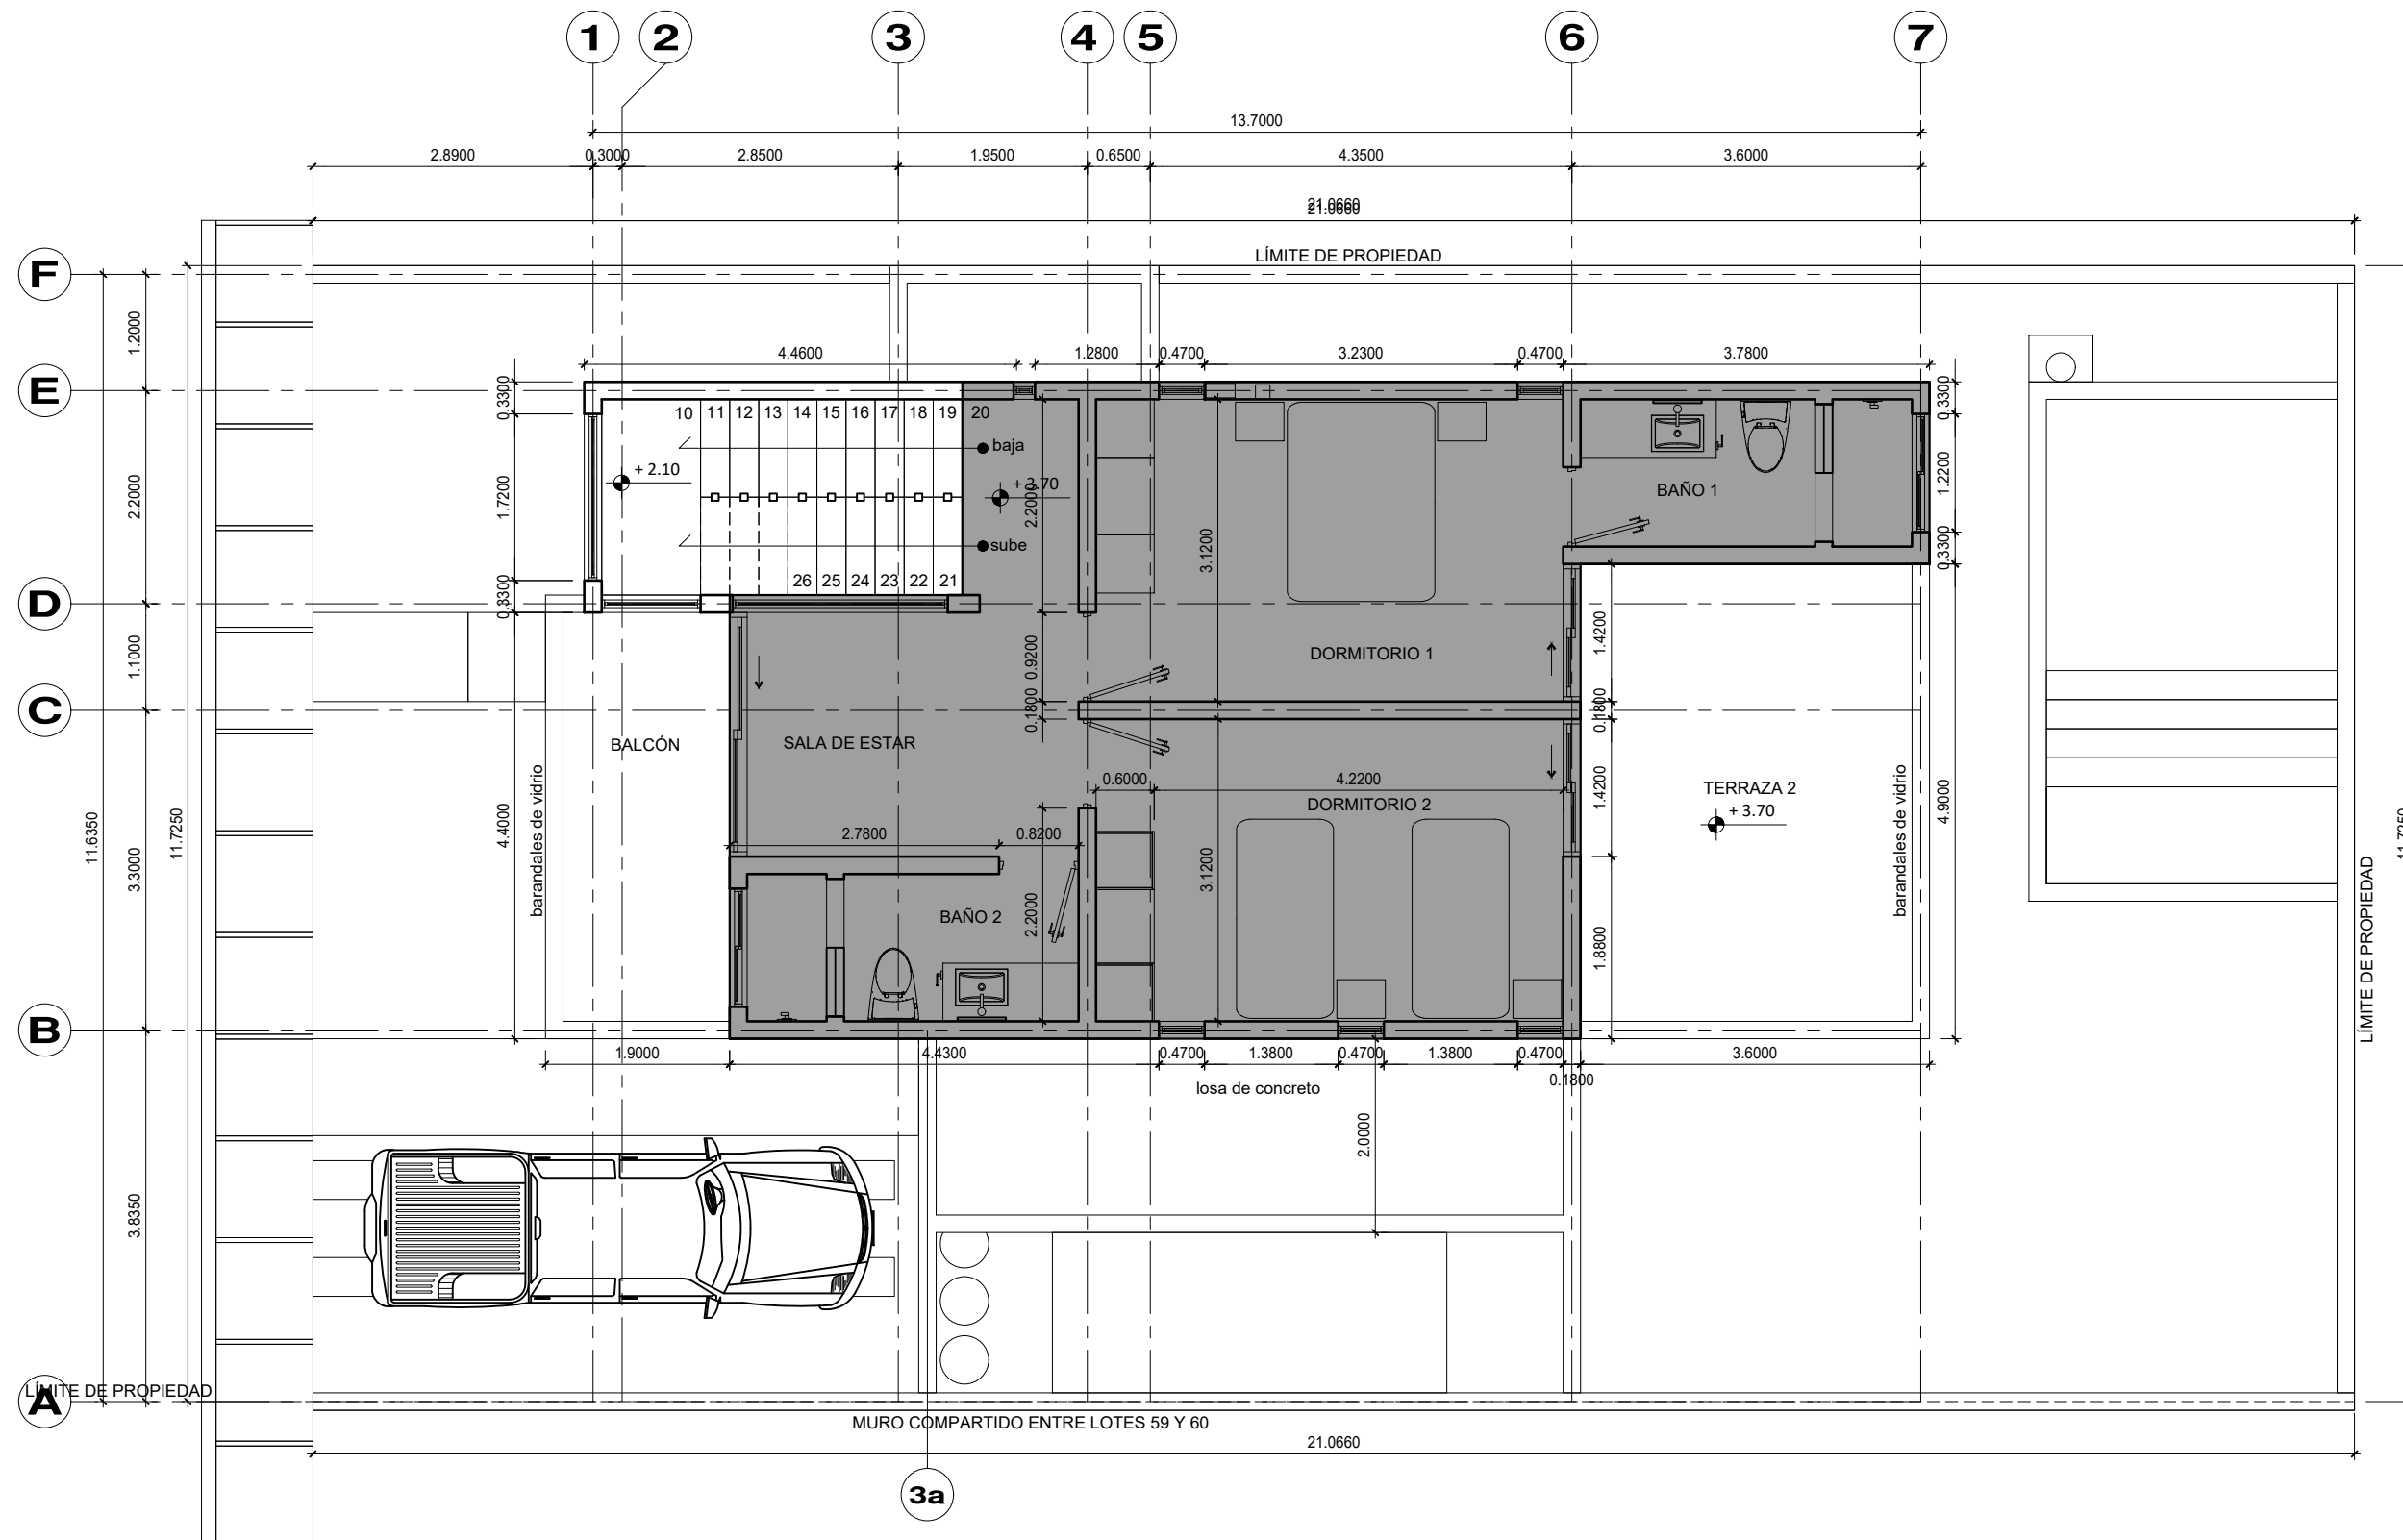 1 2 3 4 5 6 7
13.7000
2.8900 0.3000 2.8500 1.9500 0.6500 4.3500 3.6000
21.0660
21.0660
LÍMITE DE PROPIEDAD
F
E
D
C
B
A
1.2000
2.2000
1.1000
3.3000
3.8350
11.6350
11.7250
4.4600 1.2800 0.4700 3.2300 0.4700 3.7800
0.3300
1.7200
0.3300
4.4000
10 11 12 13 14 15 16 17 18 19 20
baja
+ 2.10
+ 3.70
2.2000
sube
26 25 24 23 22 21
BAÑO 1
0.3300
1.2200
0.3300
3.1200
0.9200
0.1800
DORMITORIO 1
1.4200
0.1800
1.4200
1.8800
BALCÓN
SALA DE ESTAR
barandales de vidrio
0.6000 4.2200
DORMITORIO 2
TERRAZA 2
+ 3.70
barandales de vidrio
4.9000
2.7800 0.8200
3.1200
2.2000
BAÑO 2
LÍMITE DE PROPIEDAD
11.7250
1.9000 4.4300 0.4700 1.3800 0.4700 1.3800 0.4700 3.6000
0.1800
losa de concreto
2.0000
LÍMITE DE PROPIEDAD
MURO COMPARTIDO ENTRE LOTES 59 Y 60
21.0660
3a